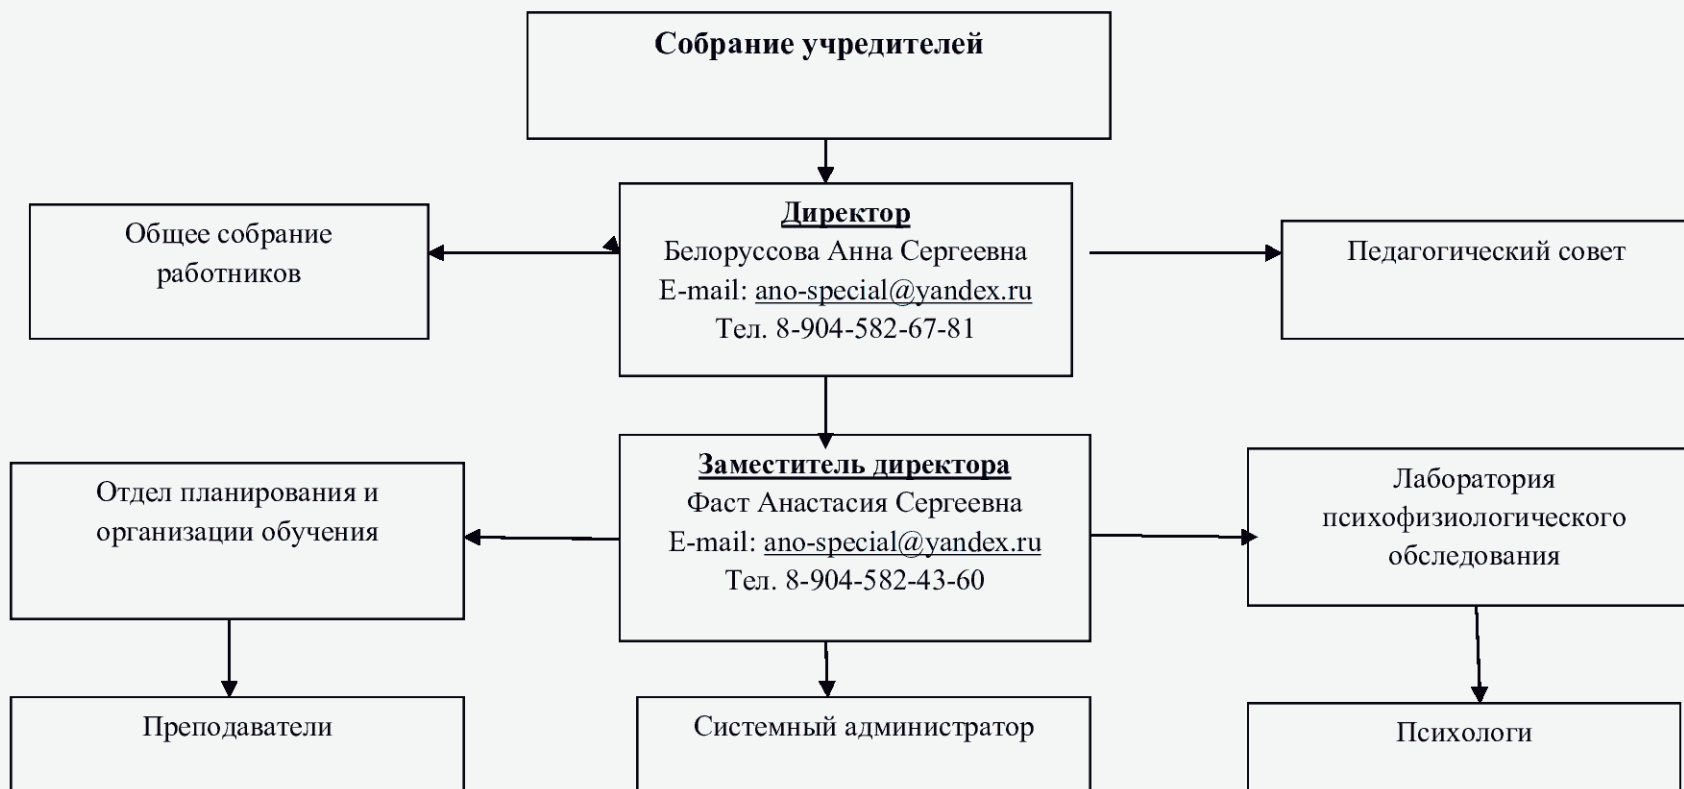 Собрание учредителей
Общее собрание
работников
Директор
Белоруссова Анна Сергеевна
E-mail: ano-special@yandex.ru
Тел. 8-904-582-67-81
Педагогический совет
Отдел планирования и
организации обучения
Заместитель директора
Фаст Анастасия Сергеевна
E-mail: ano-special@yandex.ru
Тел. 8-904-582-43-60
Лаборатория
психофизиологического
обследования
Преподаватели
Системный администратор
Психологи